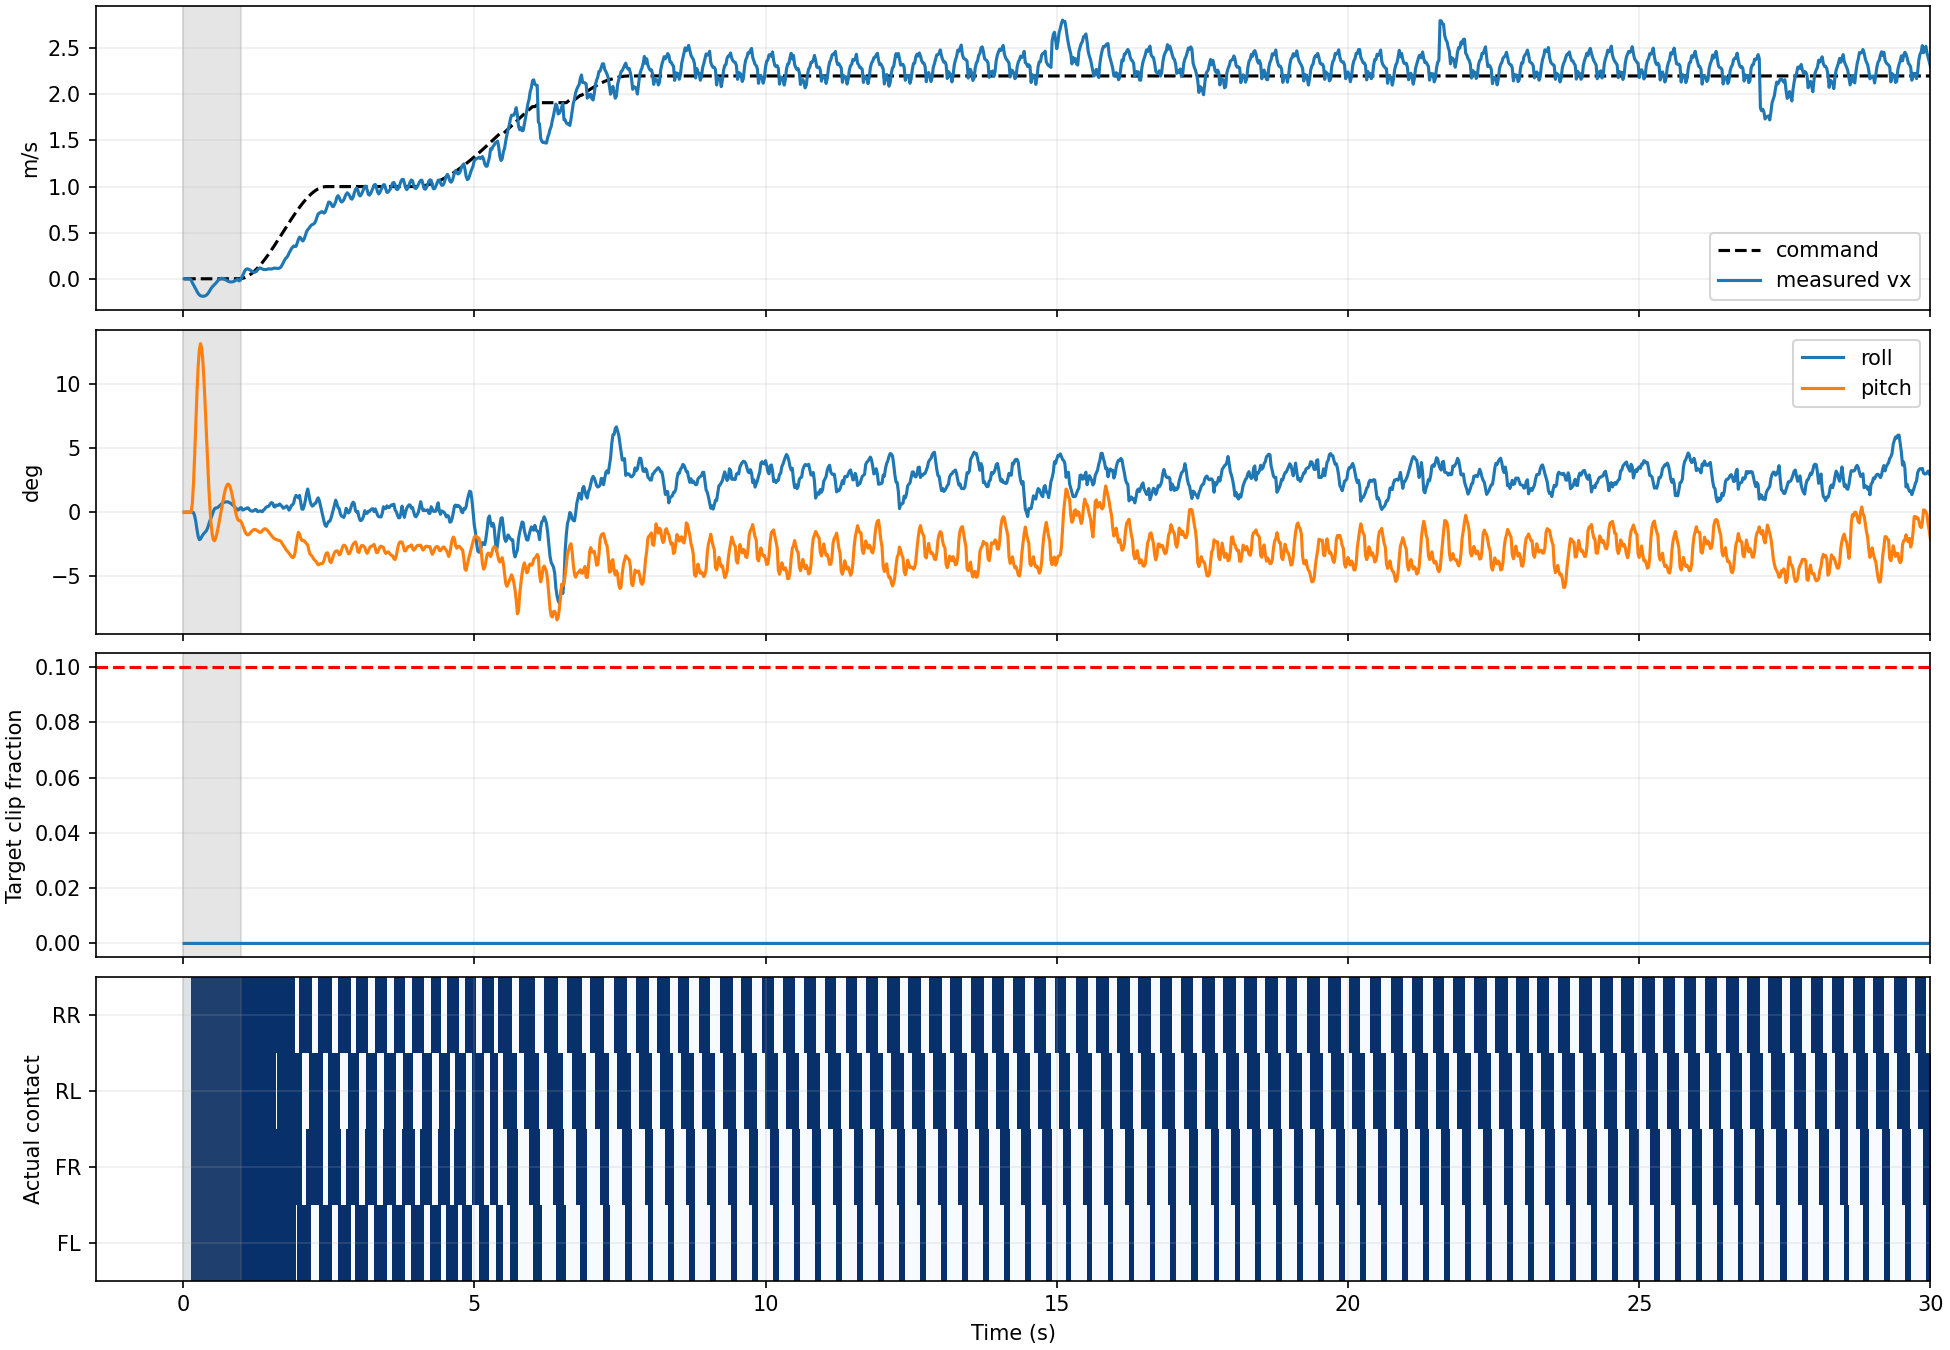 m/s
2.5
2.0
1.5
1.0
0.5
0.0
command
measured vx
deg
10
5
0
−5
roll
pitch
Target clip fraction
0.10
0.08
0.06
0.04
0.02
0.00
Actual contact
RR
RL
FR
FL
0 5 10 15 20 25 30
Time (s)